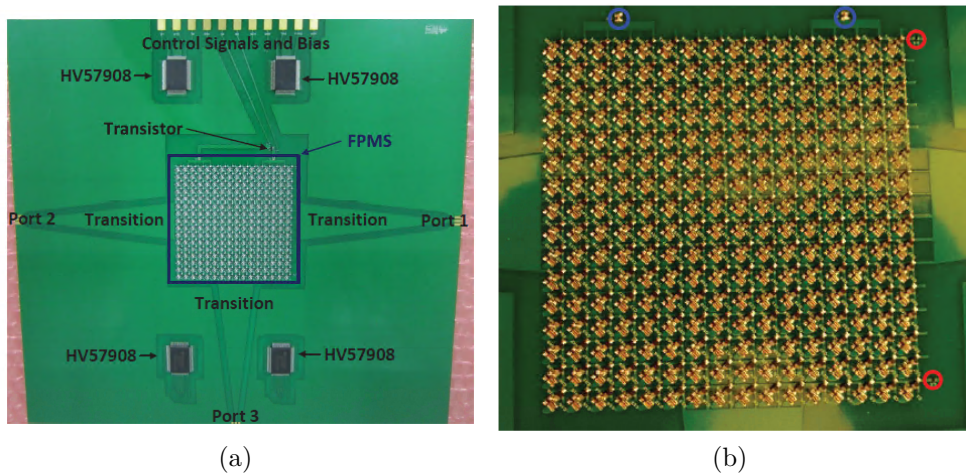 Control Signals and Bias
HV57908
HV57908
Transistor
FPMS
Port 2
Transition
Transition
Port 1
Transition
HV57908
HV57908
Port 3
(a)
(b)